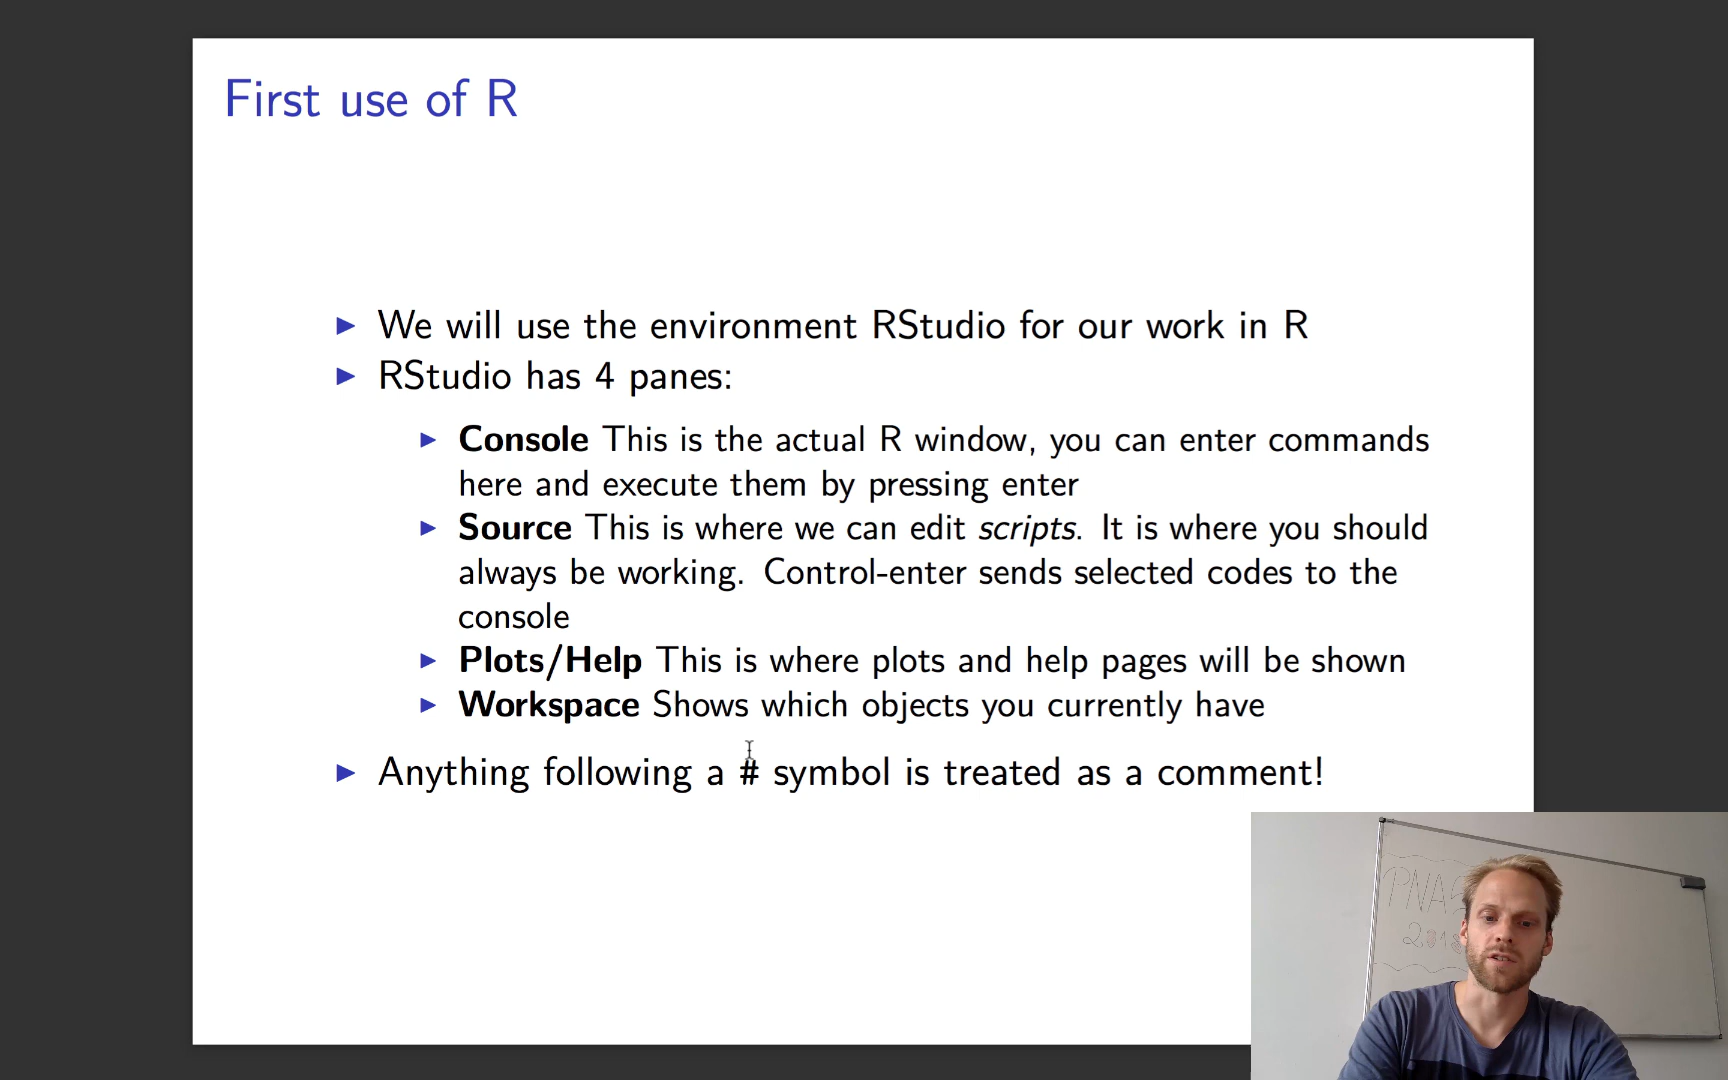 First use of R
We will use the environment RStudio for our work in R
RStudio has 4 panes:
Console This is the actual R window, you can enter commands
here and execute them by pressing enter
Source This is where we can edit scripts. It is where you should
always be working. Control-enter sends selected codes to the
console
Plots/Help This is where plots and help pages will be shown
Workspace Shows which objects you currently have
Anything following a # symbol is treated as a comment!